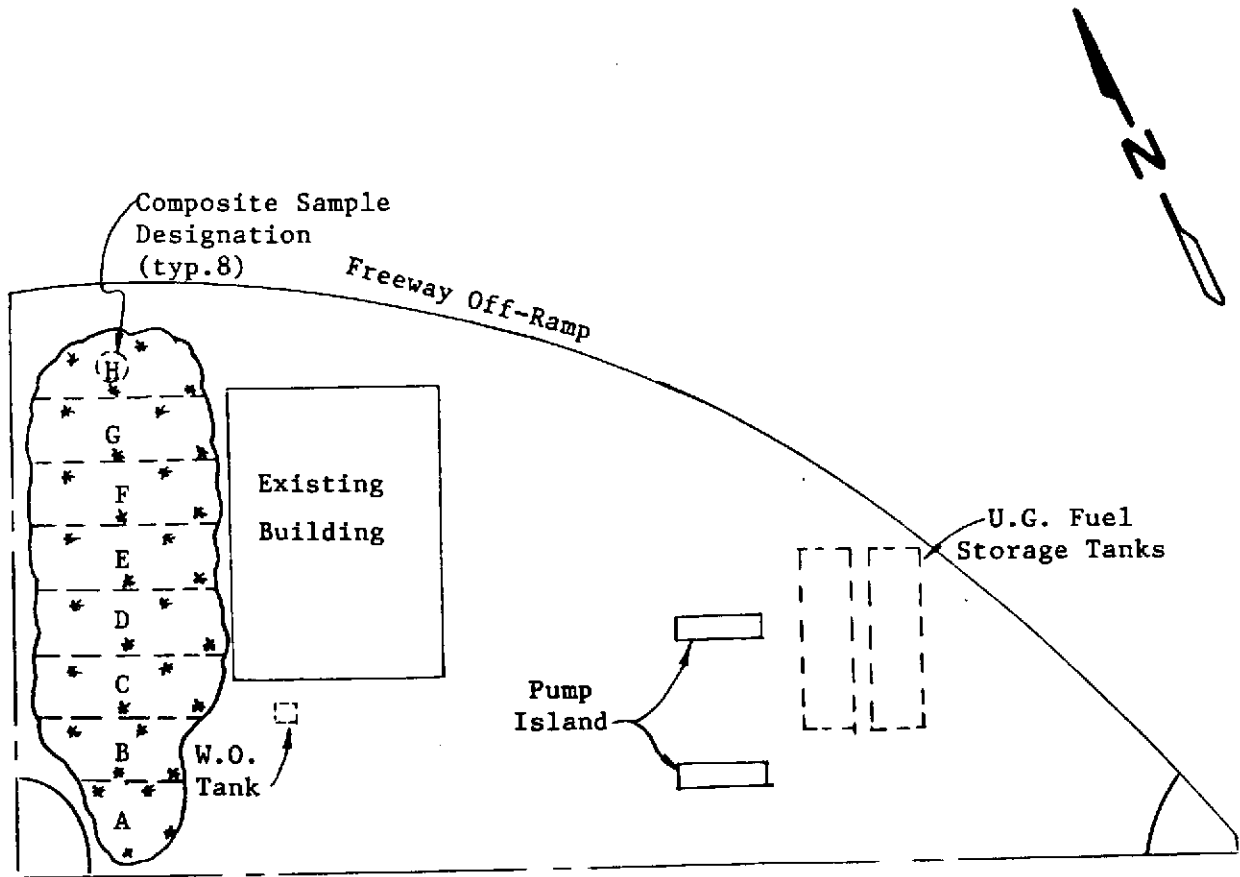 N
Composite Sample
Designation
(typ.8)
Freeway Off-Ramp
H
G
F
E
D
C
B
A
Existing
Building
U.G. Fuel
Storage Tanks
Pump
Island
W.O.
Tank